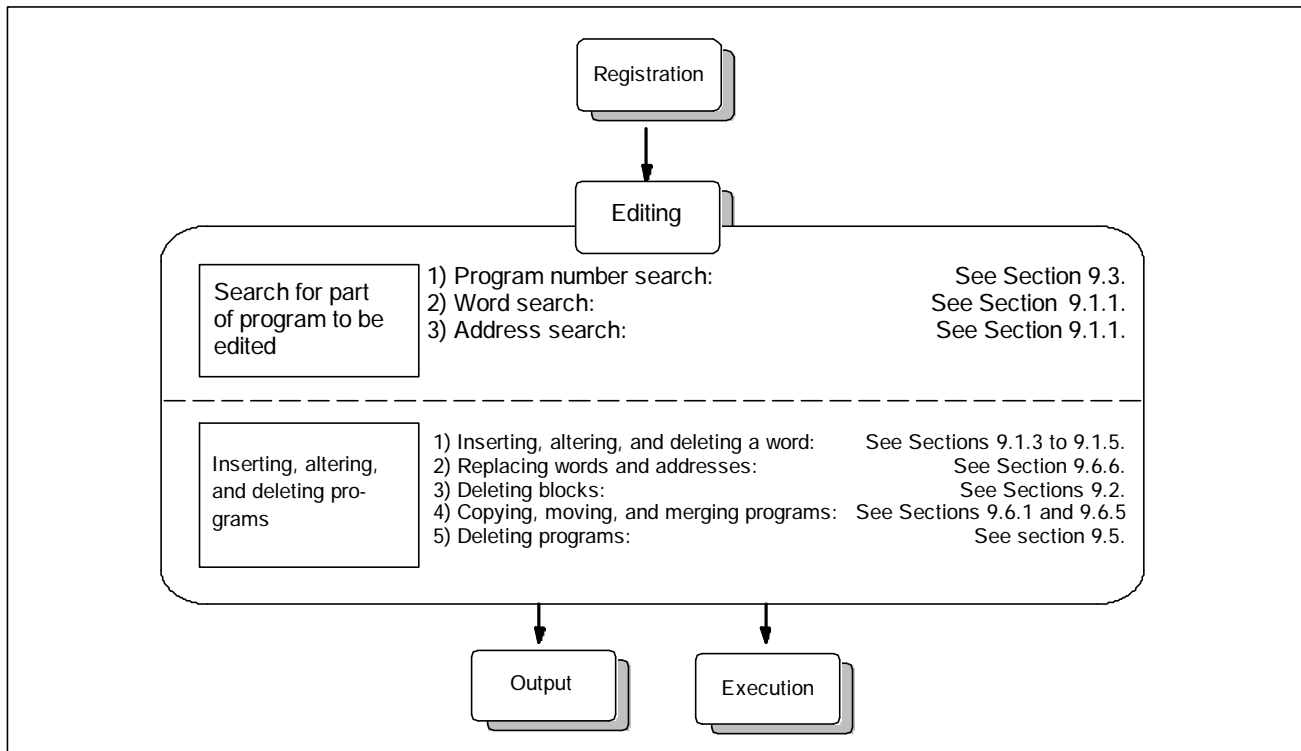 Registration
Editing
Search for part
of program to be
edited
1) Program number search: See Section 9.3.
2) Word search: See Section 9.1.1.
3) Address search: See Section 9.1.1.
Inserting, altering,
and deleting pro-
grams
1) Inserting, altering, and deleting a word: See Sections 9.1.3 to 9.1.5.
2) Replacing words and addresses: See Section 9.6.6.
3) Deleting blocks: See Sections 9.2.
4) Copying, moving, and merging programs: See Sections 9.6.1 and 9.6.5
5) Deleting programs: See section 9.5.
Output
Execution